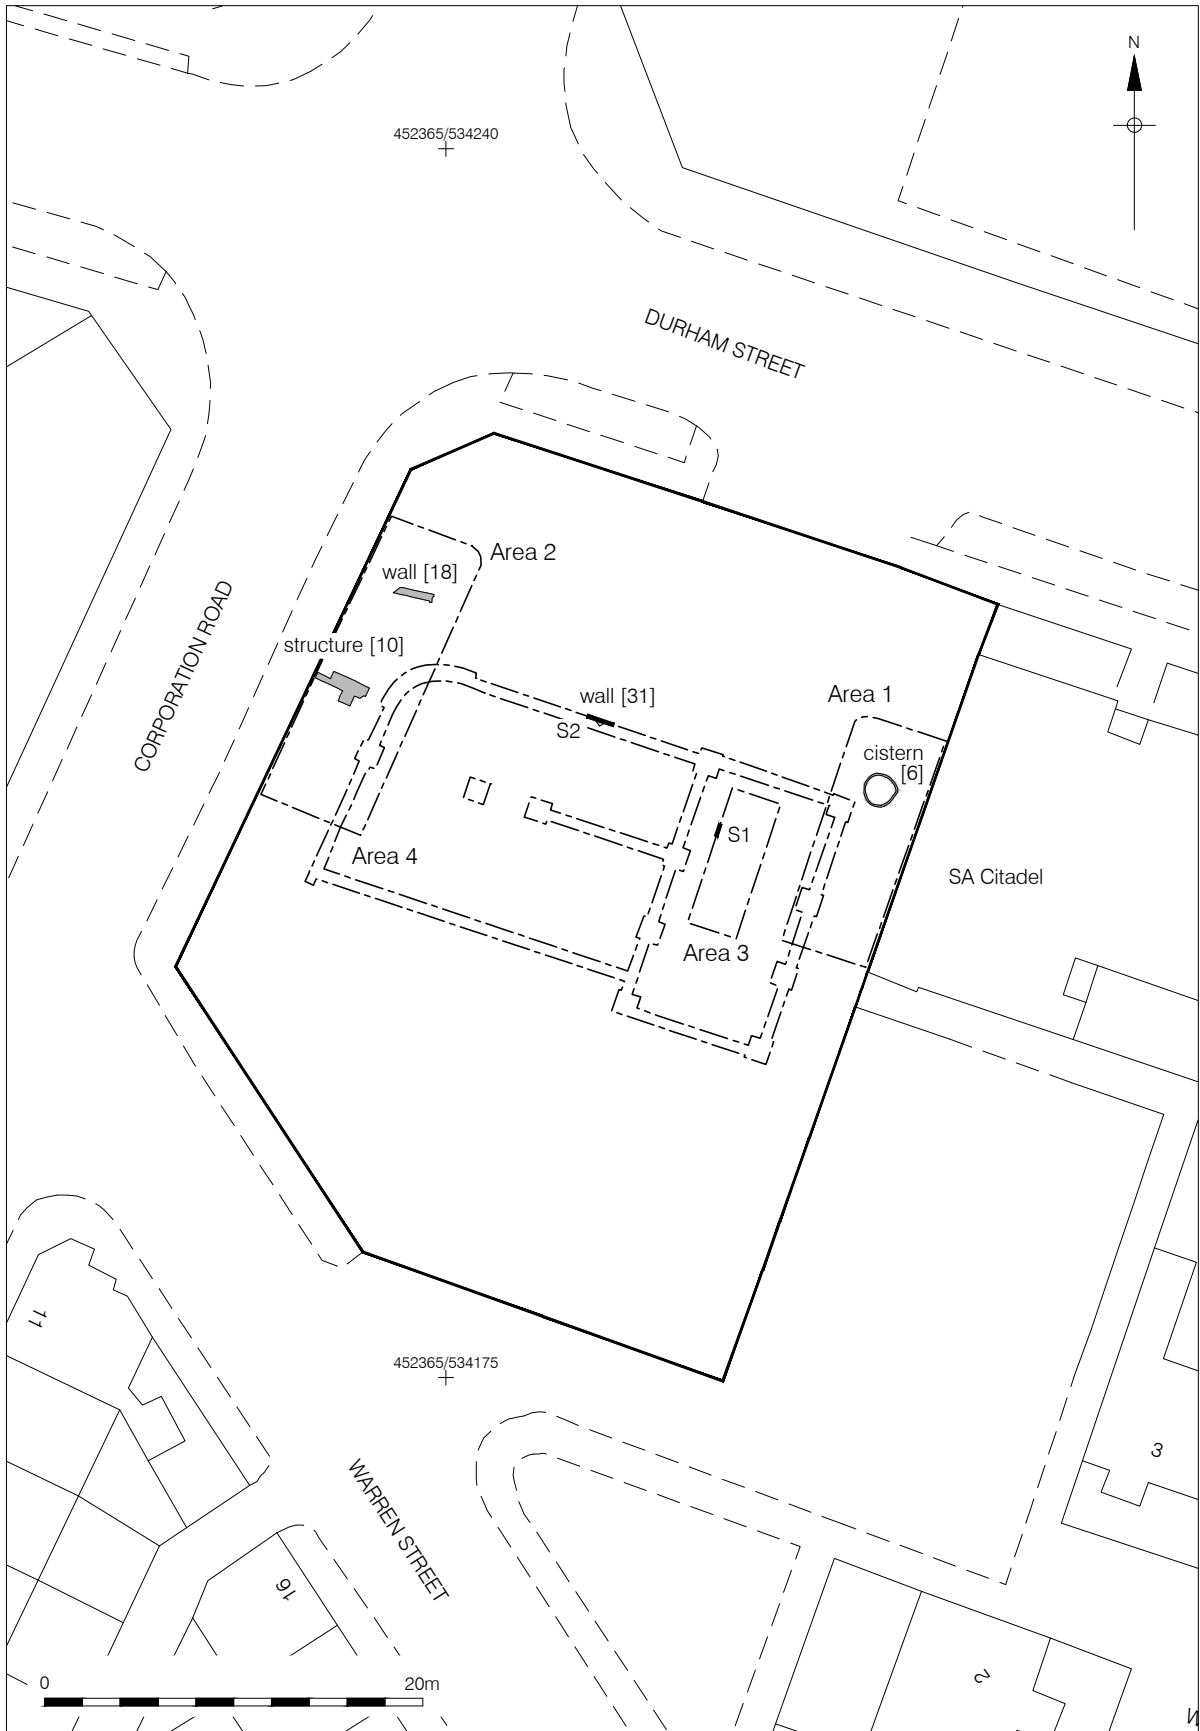 N
452365/534240
DURHAM STREET
Area 2
wall [18]
CORPORATION ROAD
structure [10]
wall [31]
S2
Area 1
cistern
[6]
S1
Area 4
SA Citadel
Area 3
11
452365/534175
3
WARREN STREET
16
2
0
20m